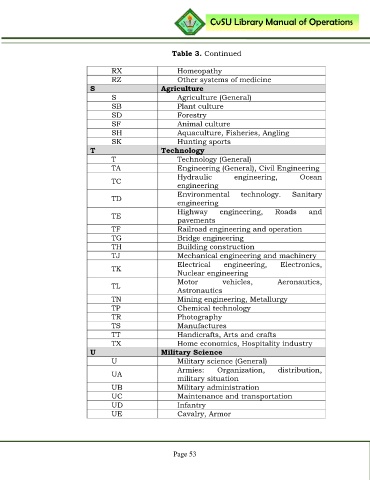 CvSU Library Manual of Operations
Table 3. Continued
RX Homeopathy
RZ Other systems of medicine
S Agriculture
S Agriculture (General)
SB Plant culture
SD Forestry
SF Animal culture
SH Aquaculture, Fisheries, Angling
SK Hunting sports
T Technology
T Technology (General)
TA Engineering (General), Civil Engineering
TC Hydraulic engineering, Ocean
engineering
TD Environmental technology. Sanitary
engineering
TE Highway engineering, Roads and
pavements
TF Railroad engineering and operation
TG Bridge engineering
TH Building construction
TJ Mechanical engineering and machinery
TK Electrical engineering, Electronics,
Nuclear engineering
TL Motor vehicles, Aeronautics,
Astronautics
TN Mining engineering, Metallurgy
TP Chemical technology
TR Photography
TS Manufactures
TT Handicrafts, Arts and crafts
TX Home economics, Hospitality industry
U Military Science
U Military science (General)
UA Armies: Organization, distribution,
military situation
UB Military administration
UC Maintenance and transportation
UD Infantry
UE Cavalry, Armor
Page 53